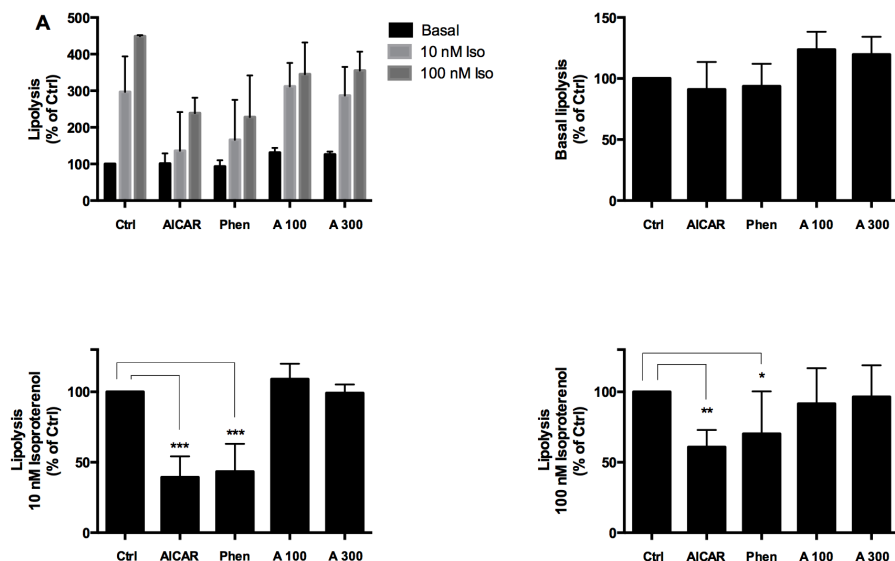 A
Lipolysis
(% of Ctrl)
500
400
300
200
100
0
Ctrl AICAR Phen A 100 A 300
Basal
10 nM Iso
100 nM Iso
Basal lipolysis
(% of Ctrl)
150
100
50
0
Ctrl AICAR Phen A 100 A 300
Lipolysis
10 nM Isoproterenol
(% of Ctrl)
100
50
0
*** ***
Ctrl AICAR Phen A 100 A 300
Lipolysis
100 nM Isoproterenol
(% of Ctrl)
100
50
0
*
**
Ctrl AICAR Phen A 100 A 300